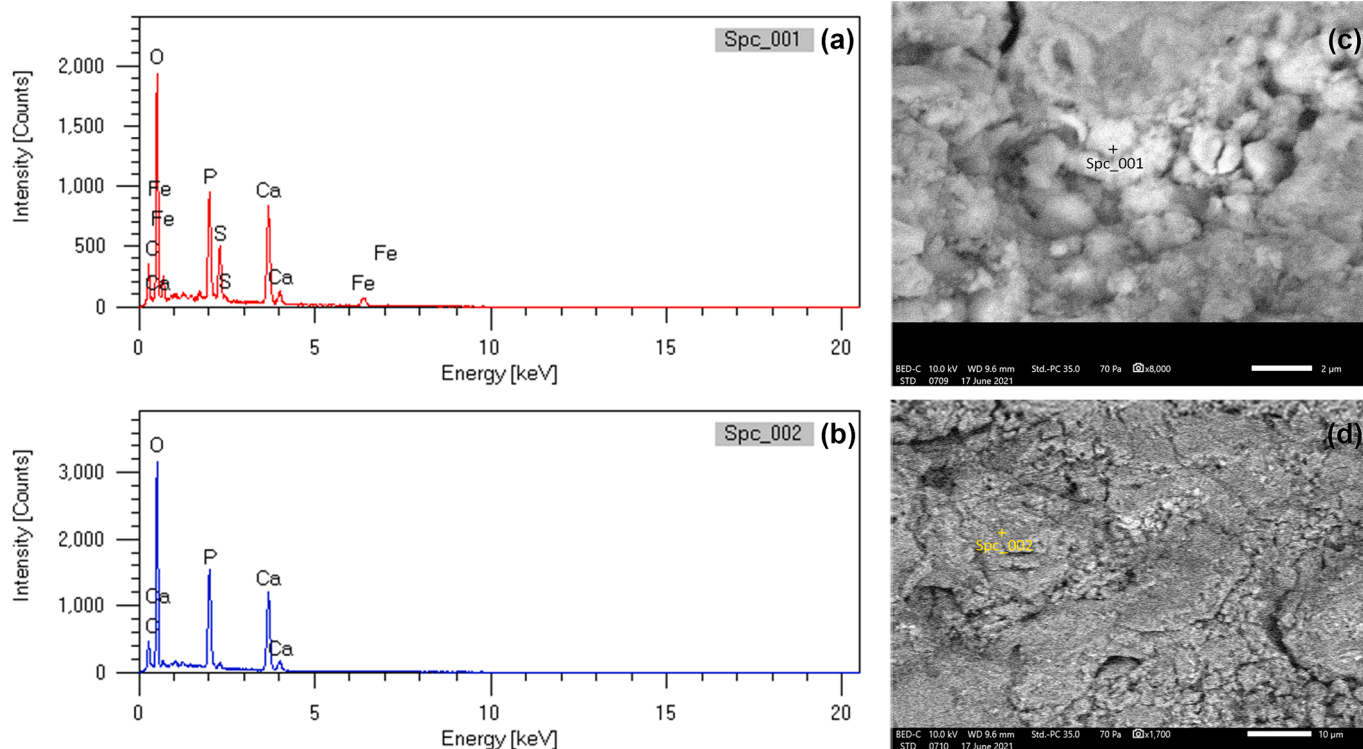 Spc_001 (a)
Intensity [Counts]
2,000
1,500
1,000
500
0
O
Fe
Fe
C
Ca
P
S
S
Ca
Ca
Fe
Fe
0 5 10 15 20
Energy [keV]
(c)
+
Spc_001
BED-C 10.0 kV WD 9.6 mm Std.-PC 35.0 70 Pa x8,000 2 μm
STD 0709 17 June 2021
Spc_002 (b)
Intensity [Counts]
3,000
2,000
1,000
0
O
Ca
C
P
Ca
Ca
0 5 10 15 20
Energy [keV]
(d)
+
Spc_002
BED-C 10.0 kV WD 9.6 mm Std.-PC 35.0 70 Pa x1,700 10 μm
STD 0710 17 June 2021